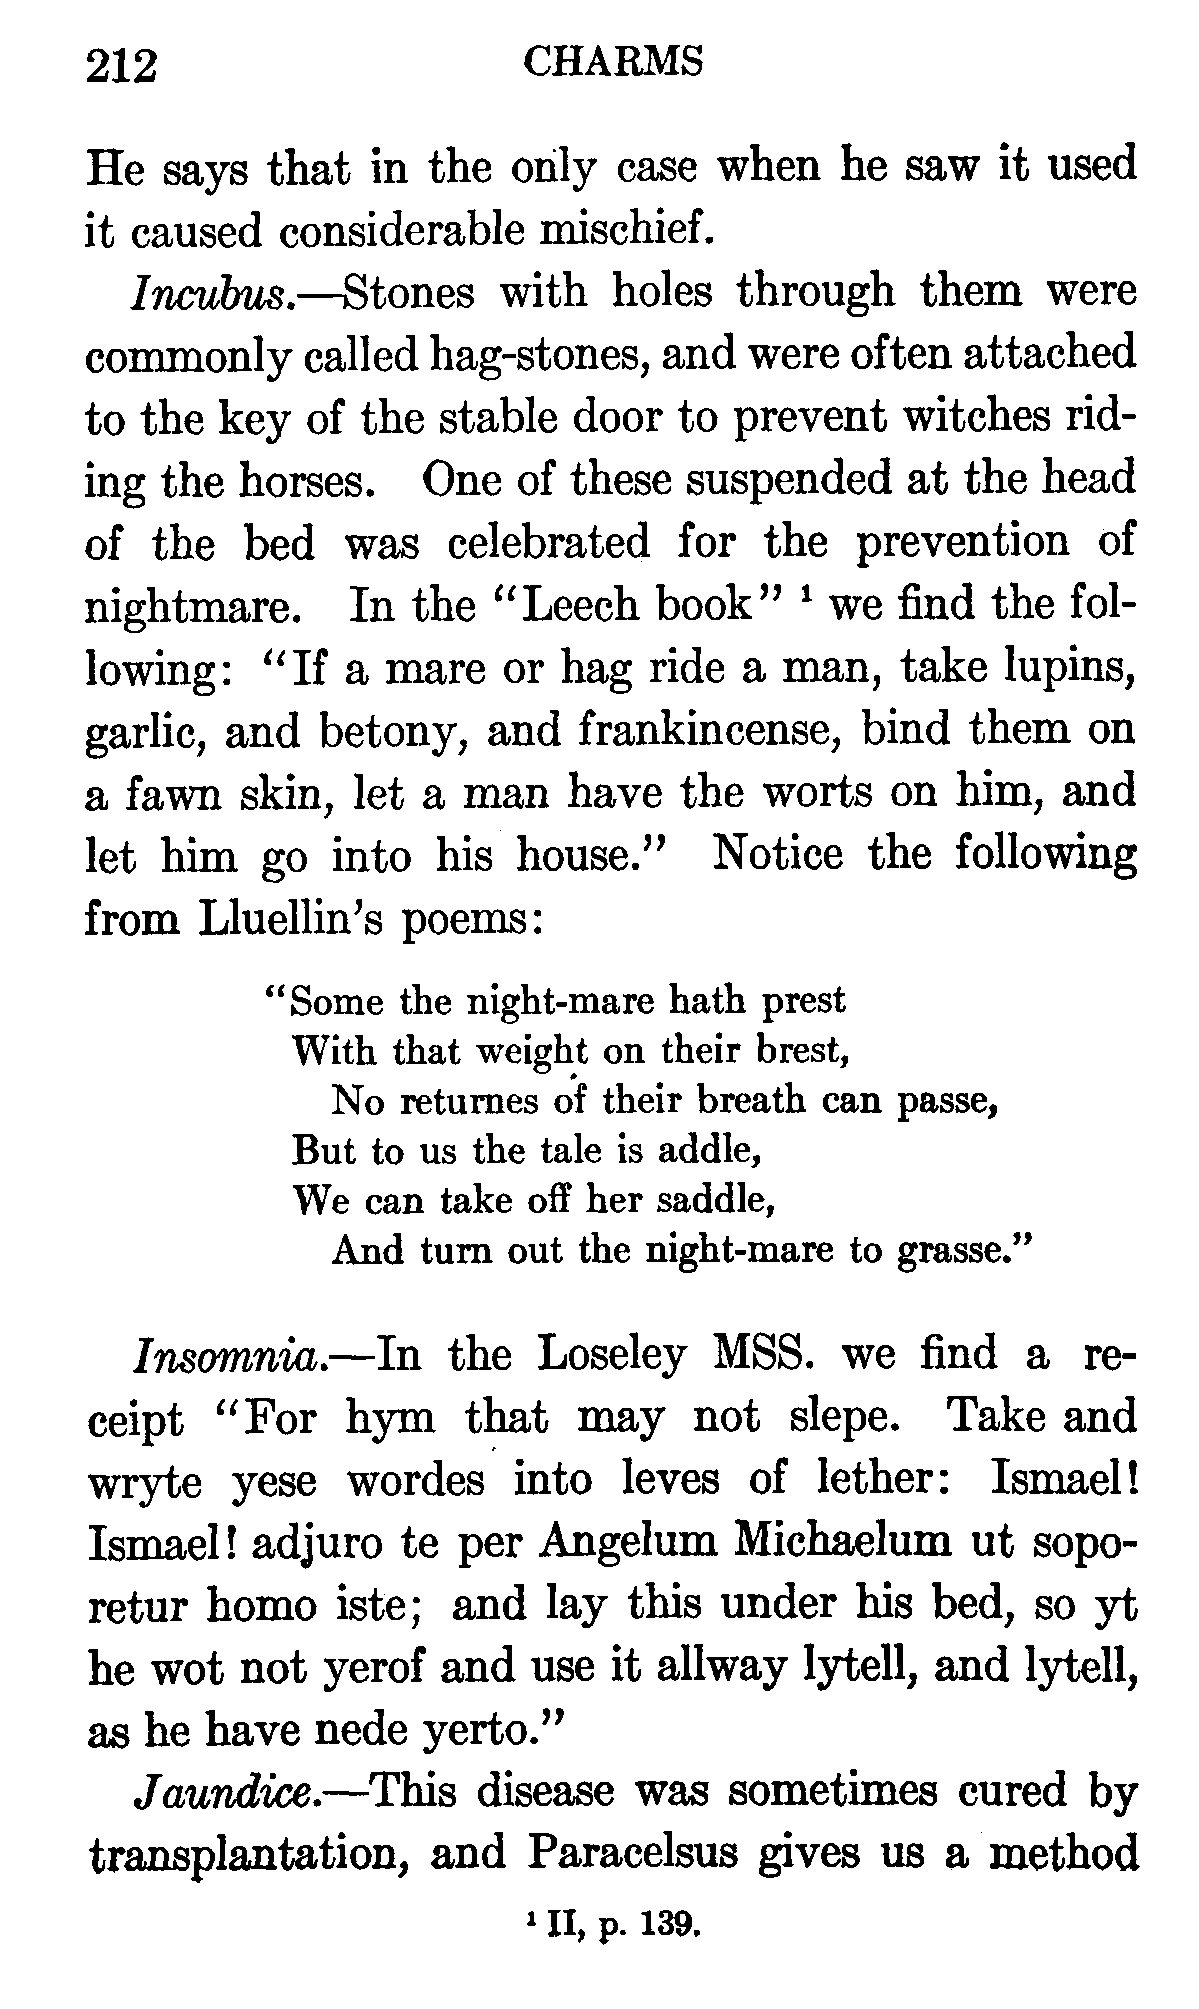 212 CHARMS
He says that in the only case when he saw it used
it caused considerable mischief.
Incubus.—Stones with holes through them were
commonly called hag-stones, and were often attached
to the key of the stable door to prevent witches rid-
ing the horses. One of these suspended at the head
of the bed was celebrated for the prevention of
nightmare. In the “Leech book” ¹ we find the fol-
lowing: “If a mare or hag ride a man, take lupins,
garlic, and betony, and frankincense, bind them on
a fawn skin, let a man have the worts on him, and
let him go into his house.” Notice the following
from Lluellin’s poems:
“Some the night-mare hath prest
With that weight on their brest,
No returnes of their breath can passe,
But to us the tale is addle,
We can take off her saddle,
And turn out the night-mare to grasse.”
Insomnia.—In the Loseley MSS. we find a re-
ceipt “For hym that may not slepe. Take and
wryte yese wordes into leves of lether: Ismael!
Ismael! adjuro te per Angelum Michaelum ut sopo-
retur homo iste; and lay this under his bed, so yt
he wot not yerof and use it allway lytell, and lytell,
as he have nede yerto.”
Jaundice.—This disease was sometimes cured by
transplantation, and Paracelsus gives us a method
¹ II, p. 139.